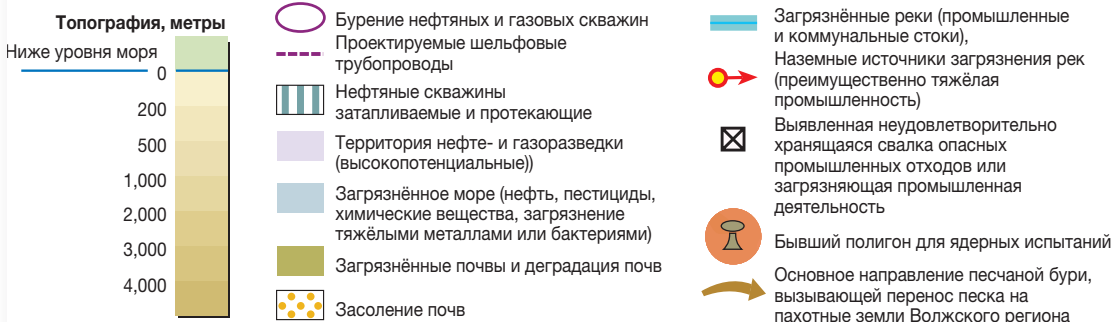 Топография, метры
Ниже уровня моря
0
200
500
1,000
2,000
3,000
4,000
Бурение нефтяных и газовых скважин
Проектируемые шельфовые
трубопроводы
Нефтяные скважины
затапливаемые и протекающие
Территория нефте- и газоразведки
(высокопотенциальные))
Загрязнённое море (нефть, пестициды,
химические вещества, загрязнение
тяжёлыми металлами или бактериями)
Загрязнённые почвы и деградация почв
Засоление почв
Загрязнённые реки (промышленные
и коммунальные стоки),
Наземные источники загрязнения рек
(преимущественно тяжёлая
промышленность)
Выявленная неудовлетворительно
хранящаяся свалка опасных
промышленных отходов или
загрязняющая промышленная
деятельность
Бывший полигон для ядерных испытаний
Основное направление песчаной бури,
вызывающей перенос песка на
пахотные земли Волжского региона